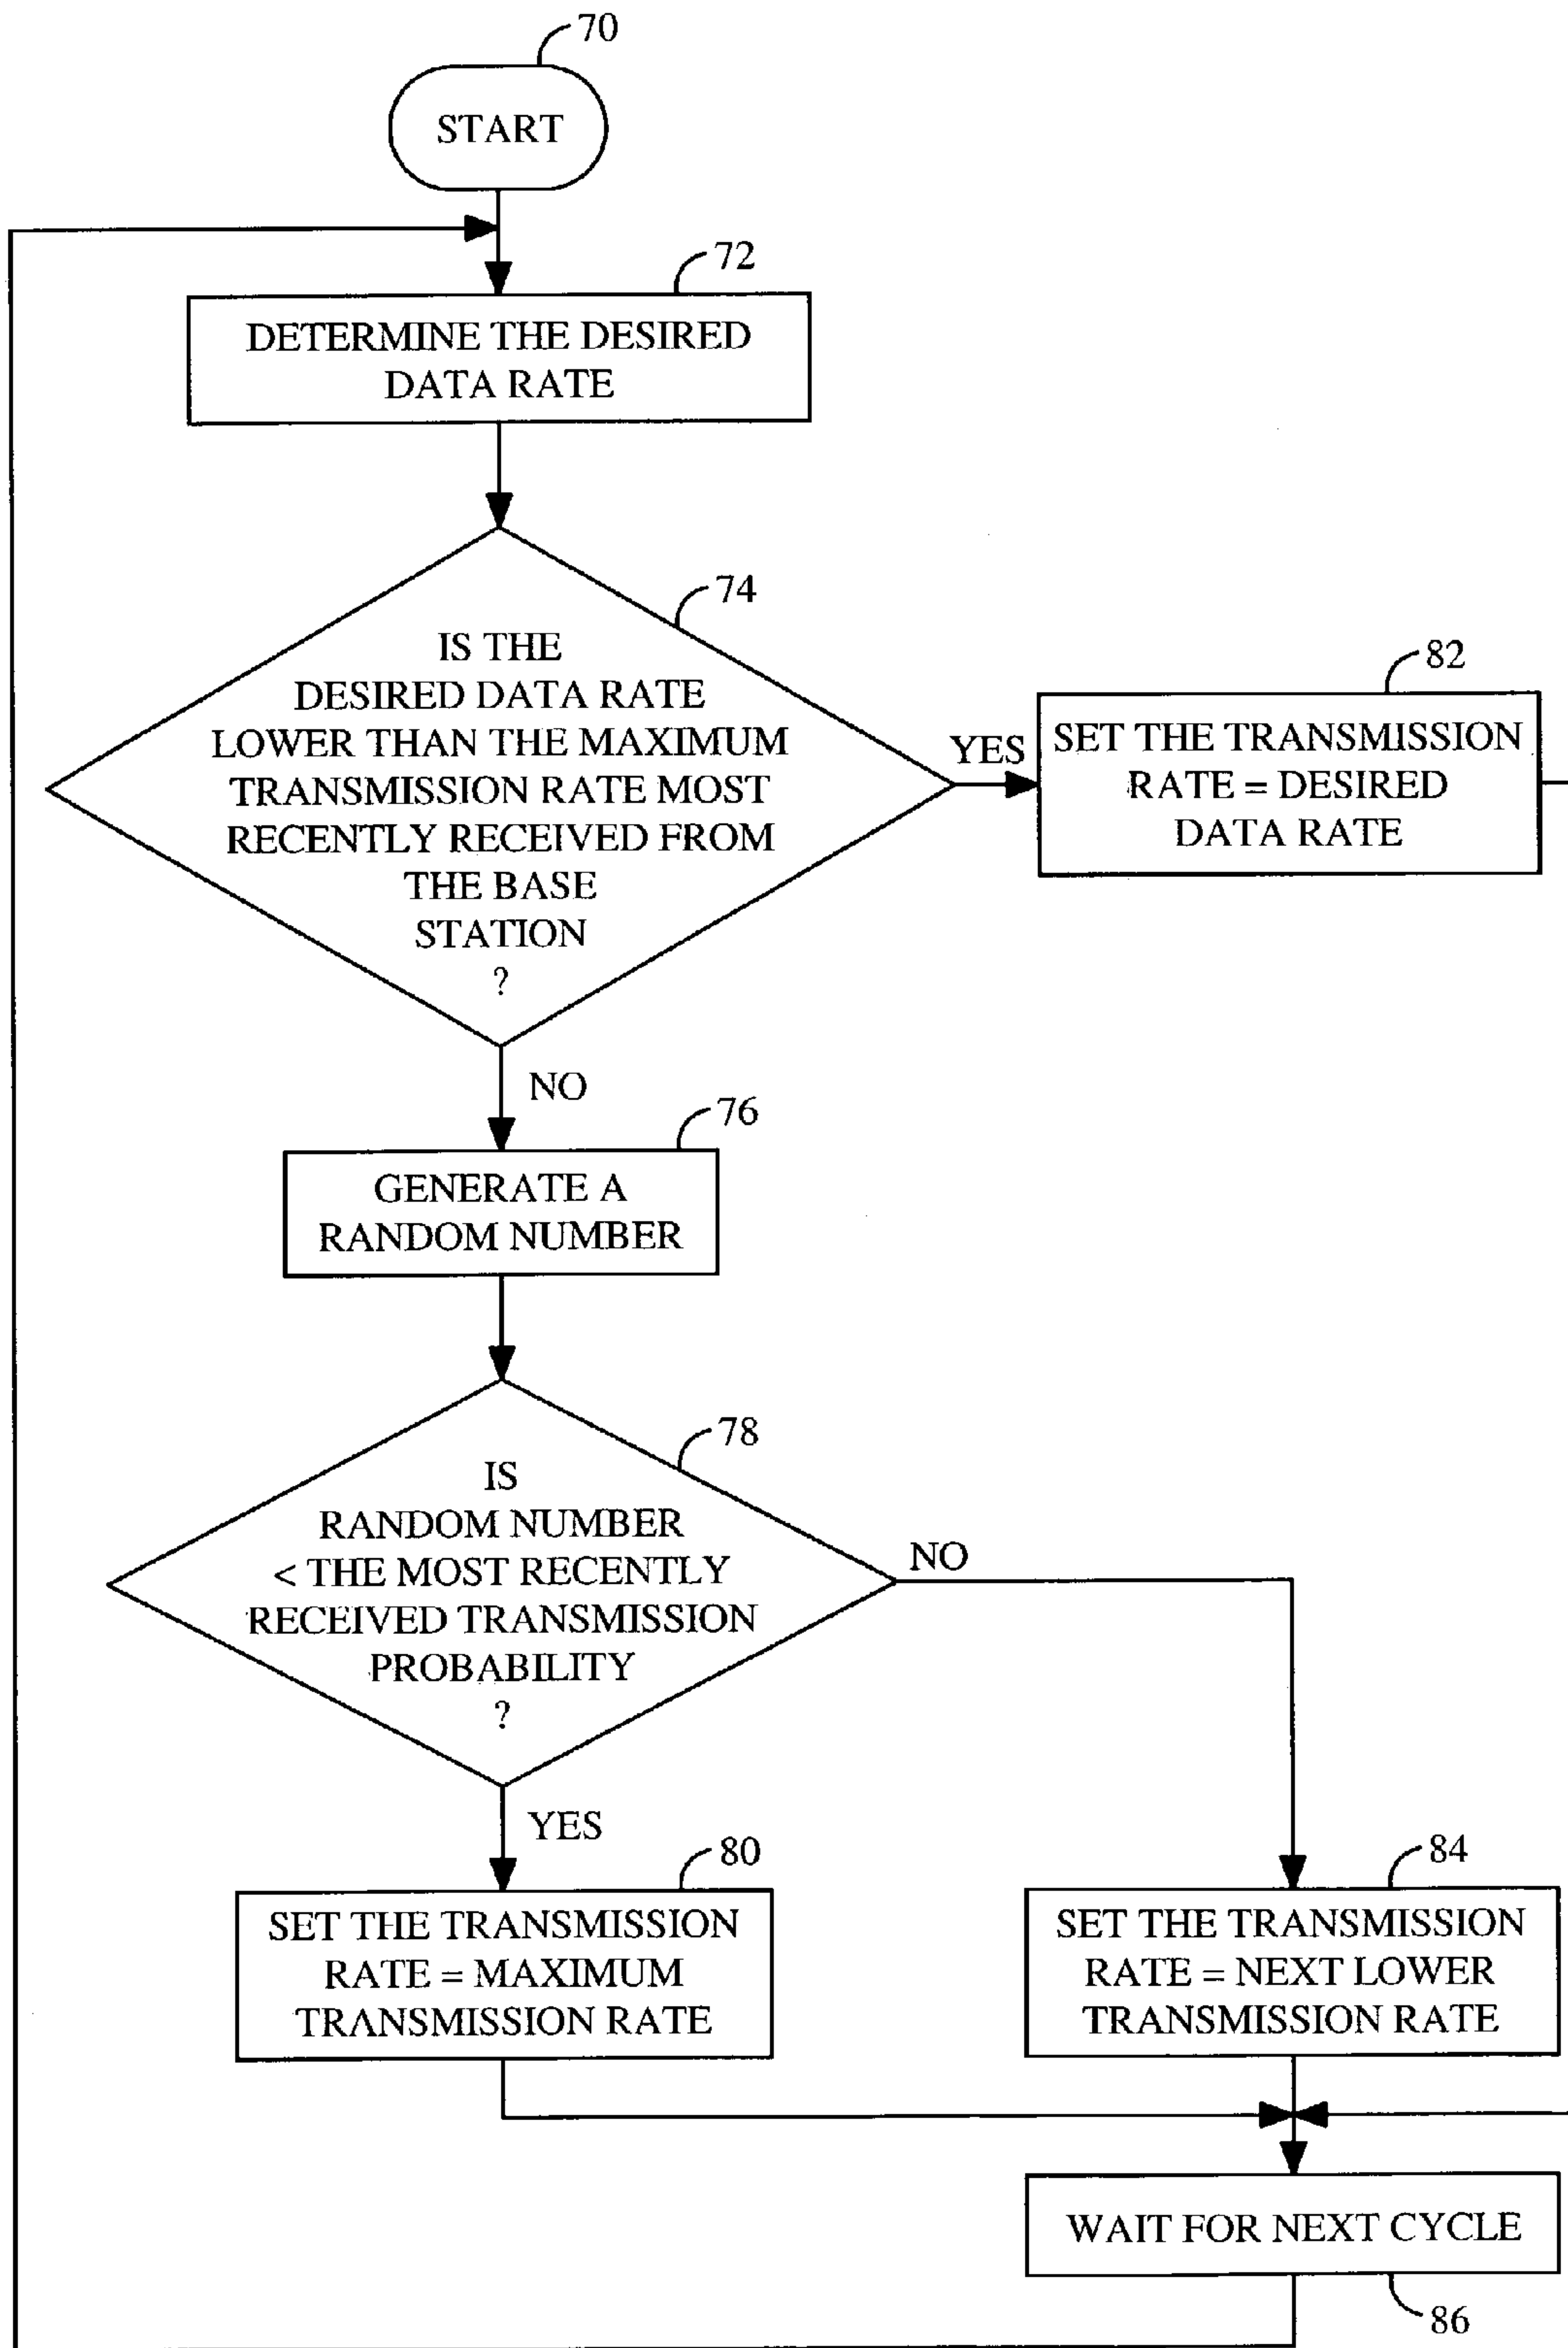 70
START
72
DETERMINE THE DESIRED
DATA RATE
74
IS THE
DESIRED DATA RATE
LOWER THAN THE MAXIMUM
TRANSMISSION RATE MOST
RECENTLY RECEIVED FROM
THE BASE
STATION
?
YES
82
SET THE TRANSMISSION
RATE = DESIRED
DATA RATE
NO
76
GENERATE A
RANDOM NUMBER
78
IS
RANDOM NUMBER
< THE MOST RECENTLY
RECEIVED TRANSMISSION
PROBABILITY
?
NO
YES
80
SET THE TRANSMISSION
RATE = MAXIMUM
TRANSMISSION RATE
84
SET THE TRANSMISSION
RATE = NEXT LOWER
TRANSMISSION RATE
WAIT FOR NEXT CYCLE
86